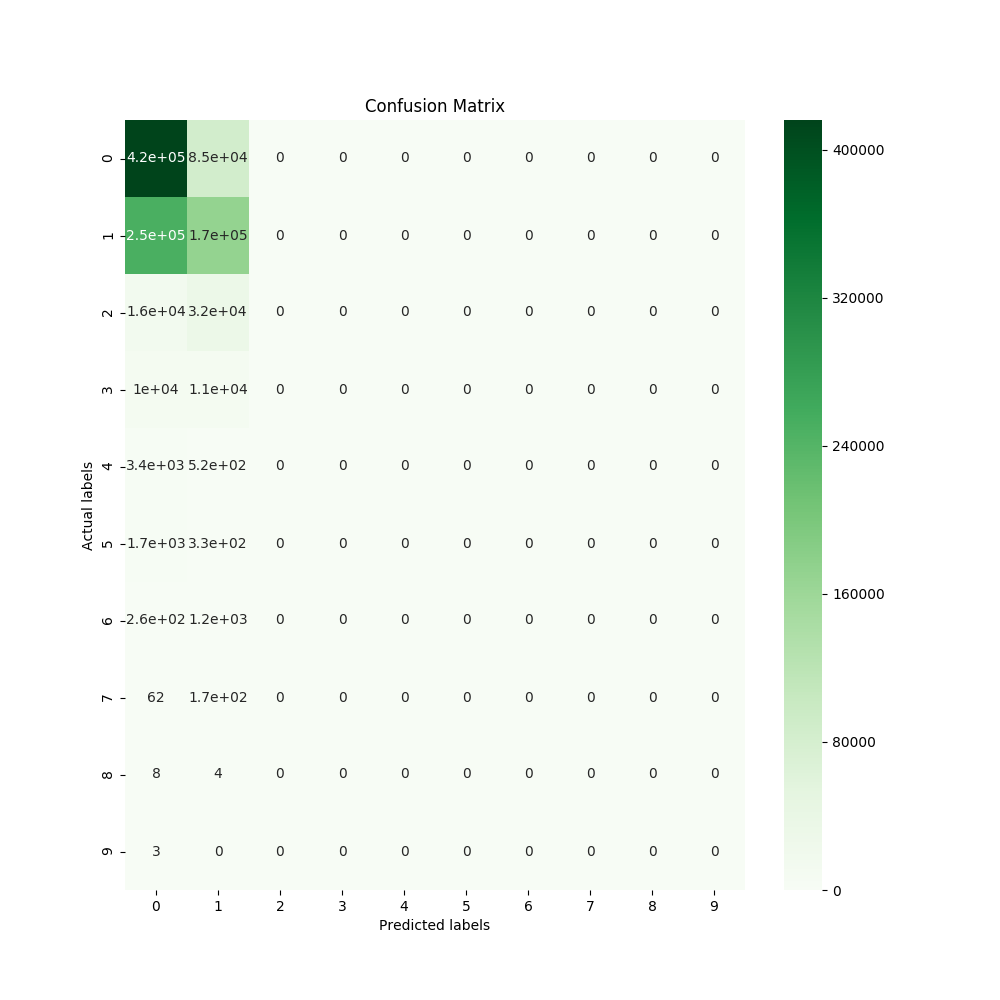 Confusion Matrix
0 4.2e+05 8.5e+04 0 0 0 0 0 0 0 0
1 2.5e+05 1.7e+05 0 0 0 0 0 0 0 0
2 1.6e+04 3.2e+04 0 0 0 0 0 0 0 0
3 1e+04 1.1e+04 0 0 0 0 0 0 0 0
4 3.4e+03 5.2e+02 0 0 0 0 0 0 0 0
5 1.7e+03 3.3e+02 0 0 0 0 0 0 0 0
6 2.6e+02 1.2e+03 0 0 0 0 0 0 0 0
7 62 1.7e+02 0 0 0 0 0 0 0 0
8 8 4 0 0 0 0 0 0 0 0
9 3 0 0 0 0 0 0 0 0 0
0 1 2 3 4 5 6 7 8 9
Predicted labels
Actual labels
400000
320000
240000
160000
80000
0